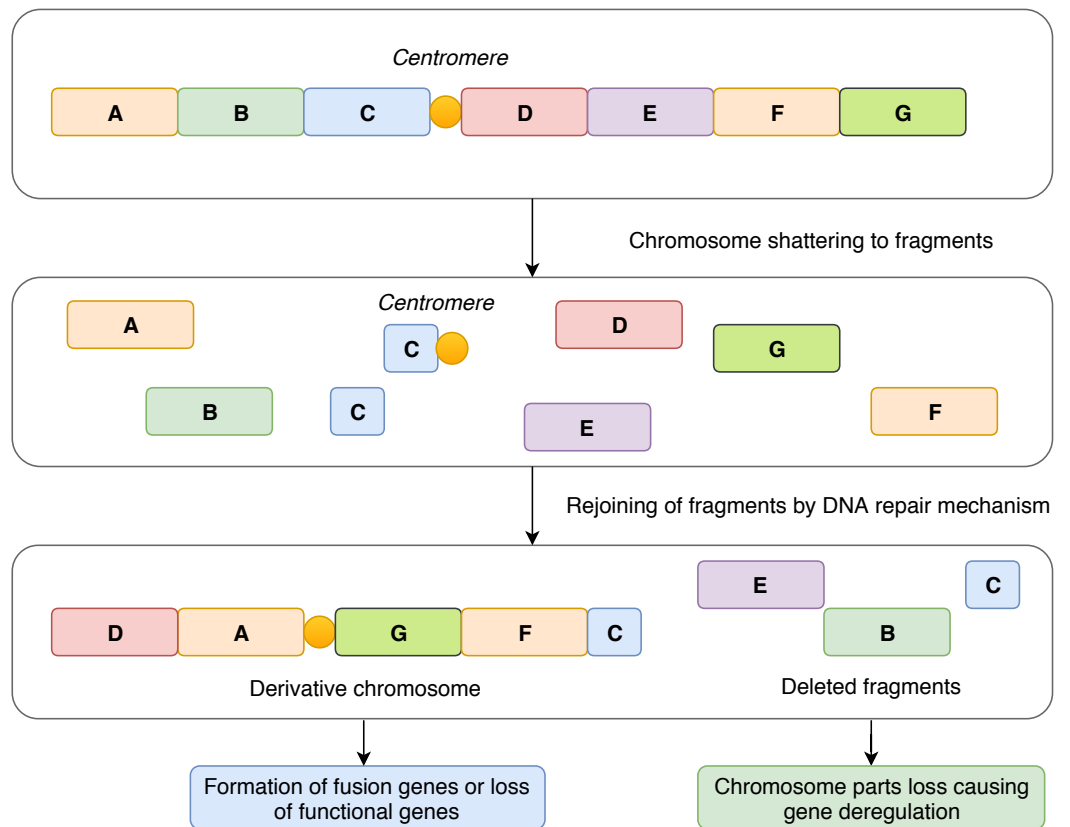 Centromere
A B C D E F G
Chromosome shattering to fragments
Centromere
A D
C G
B C E F
Rejoining of fragments by DNA repair mechanism
E C
D A G F C B
Derivative chromosome Deleted fragments
Formation of fusion genes or loss
of functional genes
Chromosome parts loss causing
gene deregulation